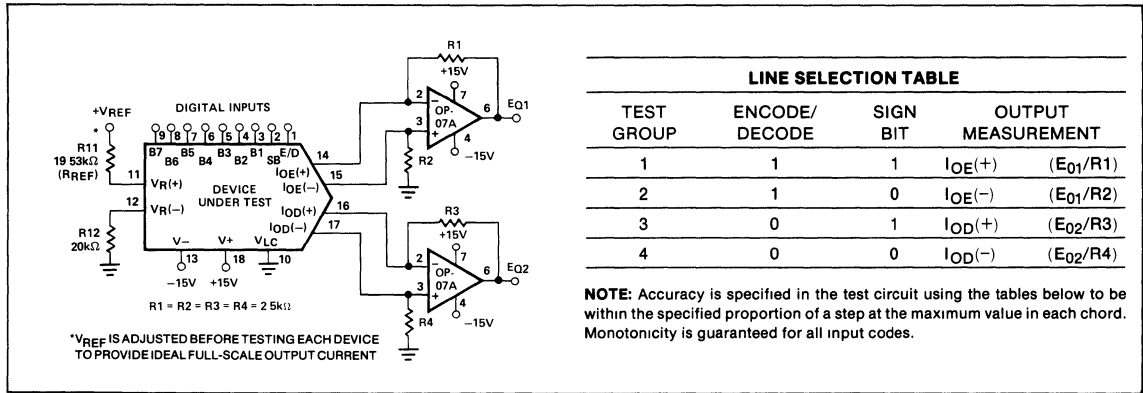 +VREF
*
R11
19 53kΩ
(RREF)
DIGITAL INPUTS
9 8 7 6 5 4 3 2 1
B7 B6 B5 B4 B3 B2 B1 SB E/D
11
VR(+)
12
VR(−)
R12
20kΩ
DEVICE
UNDER TEST
IOE(+)
14
IOE(−)
15
IOD(+)
16
IOD(−)
17
V−
V+
VLC
13
18
10
−15V
+15V
R1
+15V
2
7
−
OP-
07A
6
EO1
3
+
4
−15V
R2
R3
+15V
2
7
−
OP-
07A
6
EO2
3
+
4
−15V
R4
R1 = R2 = R3 = R4 = 2 5kΩ
*VREF IS ADJUSTED BEFORE TESTING EACH DEVICE
TO PROVIDE IDEAL FULL-SCALE OUTPUT CURRENT
LINE SELECTION TABLE
TEST GROUP ENCODE/ DECODE SIGN BIT OUTPUT MEASUREMENT
1 1 1 IOE(+) (E01/R1)
2 1 0 IOE(−) (E01/R2)
3 0 1 IOD(+) (E02/R3)
4 0 0 IOD(−) (E02/R4)
NOTE: Accuracy is specified in the test circuit using the tables below to be
within the specified proportion of a step at the maximum value in each chord.
Monotonicity is guaranteed for all input codes.